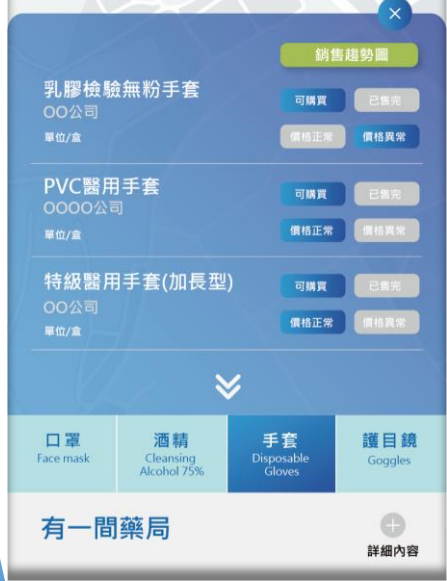 銷售趨勢圖
乳膠檢驗無粉手套
OO公司
可購買 已售完
單位/盒
價格正常 價格異常
PVC醫用手套
OOOO公司
可購買 已售完
單位/盒
價格正常 價格異常
特級醫用手套(加長型)
OO公司
可購買 已售完
單位/盒
價格正常 價格異常
口罩 酒精 手套 護目鏡
Face mask Cleansing Disposable Goggles
Alcohol 75% Gloves
有一間藥局
詳細內容